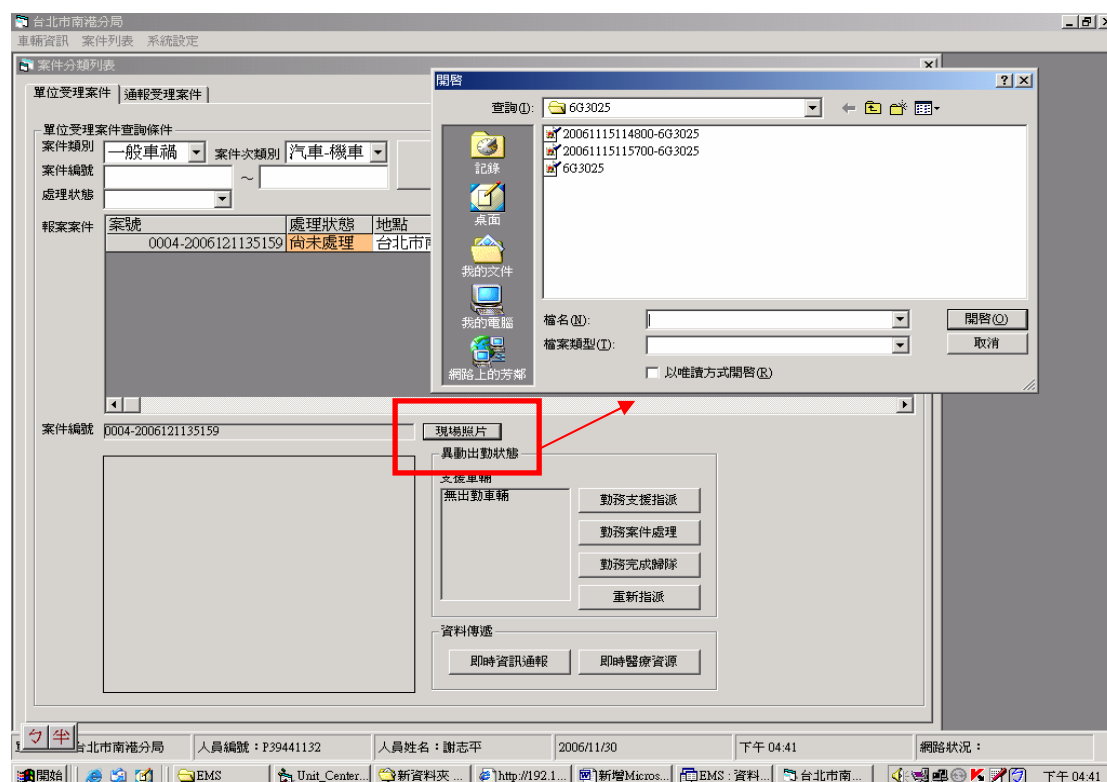 台北市南港分局
車輛資訊 案件列表 系統設定
案件分類列表
單位受理案件 通報受理案件
單位受理案件查詢條件
案件類別 一般車禍 案件次類別 汽車-機車
案件編號 ～
處理狀態
報案案件 案號 處理狀態 地點
0004-2006121135159 尚未處理 台北市
開啓
查詢(I): 6G3025
20061115114800-6G3025
20061115115700-6G3025
6G3025
記錄
桌面
我的文件
我的電腦
網路上的芳鄰
檔名(N): 開啓(O)
檔案類型(T): 取消
以唯讀方式開啓(R)
案件編號 0004-2006121135159 現場照片
異動出勤狀態
支援車輛
無出勤車輛
勤務支援指派
勤務案件處理
勤務完成歸隊
重新指派
資料傳遞
即時資訊通報 即時醫療資源
ㄅ 半
台北市南港分局 人員編號：P39441132 人員姓名：謝志平 2006/11/30 下午 04:41 網路狀況：
開始 EMS Unit_Center... 新資料夾 ... http://192.1... 新增Micros... EMS : 資料... 台北市南... 下午 04:41